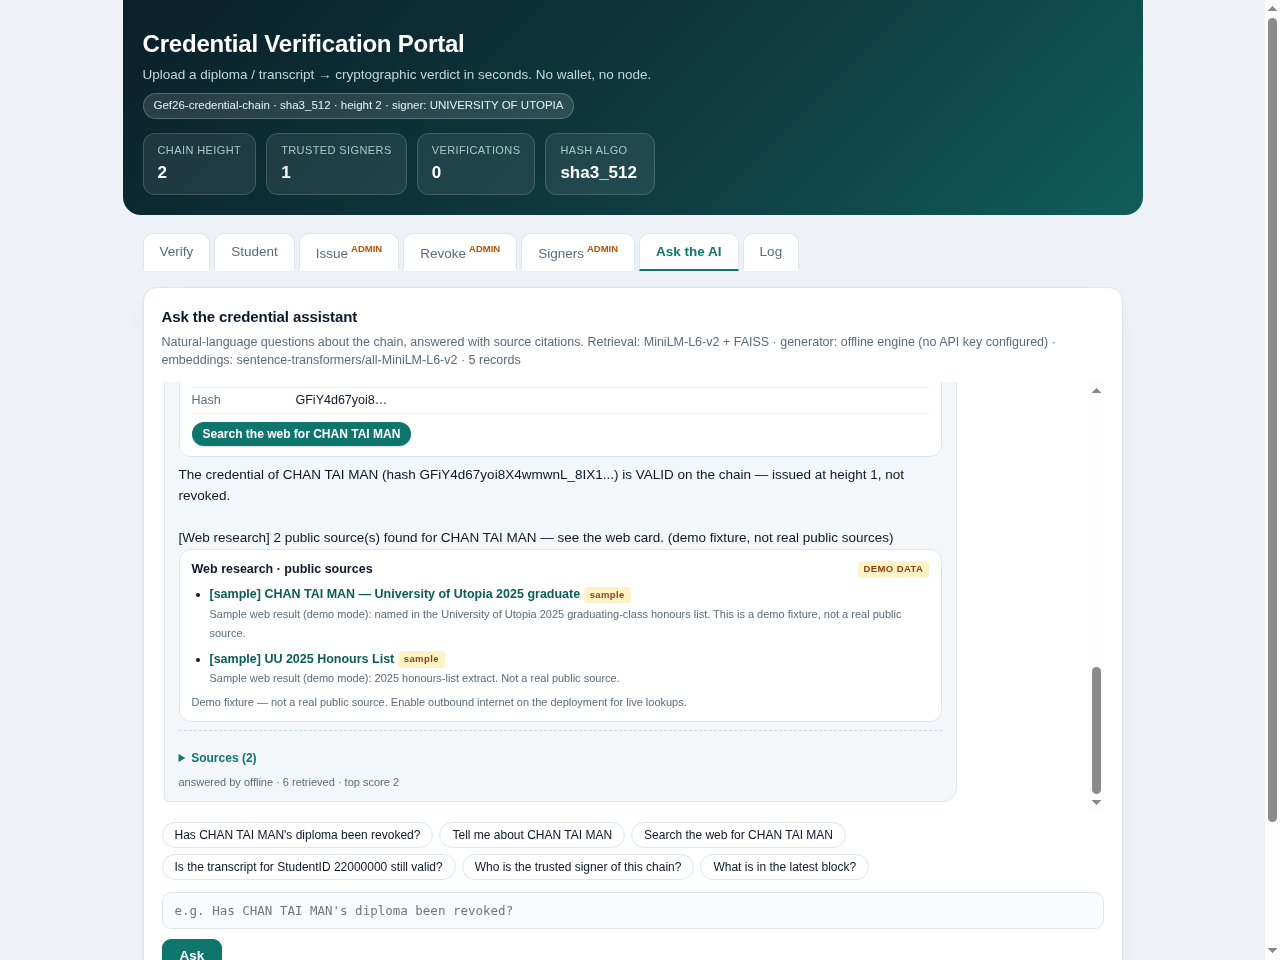 Credential Verification Portal
Upload a diploma / transcript → cryptographic verdict in seconds. No wallet, no node.
Gef26-credential-chain · sha3_512 · height 2 · signer: UNIVERSITY OF UTOPIA
CHAIN HEIGHT
2
TRUSTED SIGNERS
1
VERIFICATIONS
0
HASH ALGO
sha3_512
Verify
Student
Issue ADMIN
Revoke ADMIN
Signers ADMIN
Ask the AI
Log
Ask the credential assistant
Natural-language questions about the chain, answered with source citations. Retrieval: MiniLM-L6-v2 + FAISS · generator: offline engine (no API key configured) ·
embeddings: sentence-transformers/all-MiniLM-L6-v2 · 5 records
Hash GFiY4d67yoi8…
Search the web for CHAN TAI MAN
The credential of CHAN TAI MAN (hash GFiY4d67yoi8X4wmwnL_8IX1...) is VALID on the chain — issued at height 1, not
revoked.
[Web research] 2 public source(s) found for CHAN TAI MAN — see the web card. (demo fixture, not real public sources)
Web research · public sources
DEMO DATA
[sample] CHAN TAI MAN — University of Utopia 2025 graduate sample
Sample web result (demo mode): named in the University of Utopia 2025 graduating-class honours list. This is a demo fixture, not a real public
source.
[sample] UU 2025 Honours List sample
Sample web result (demo mode): 2025 honours-list extract. Not a real public source.
Demo fixture — not a real public source. Enable outbound internet on the deployment for live lookups.
Sources (2)
answered by offline · 6 retrieved · top score 2
Has CHAN TAI MAN's diploma been revoked?
Tell me about CHAN TAI MAN
Search the web for CHAN TAI MAN
Is the transcript for StudentID 22000000 still valid?
Who is the trusted signer of this chain?
What is in the latest block?
e.g. Has CHAN TAI MAN's diploma been revoked?
Ask